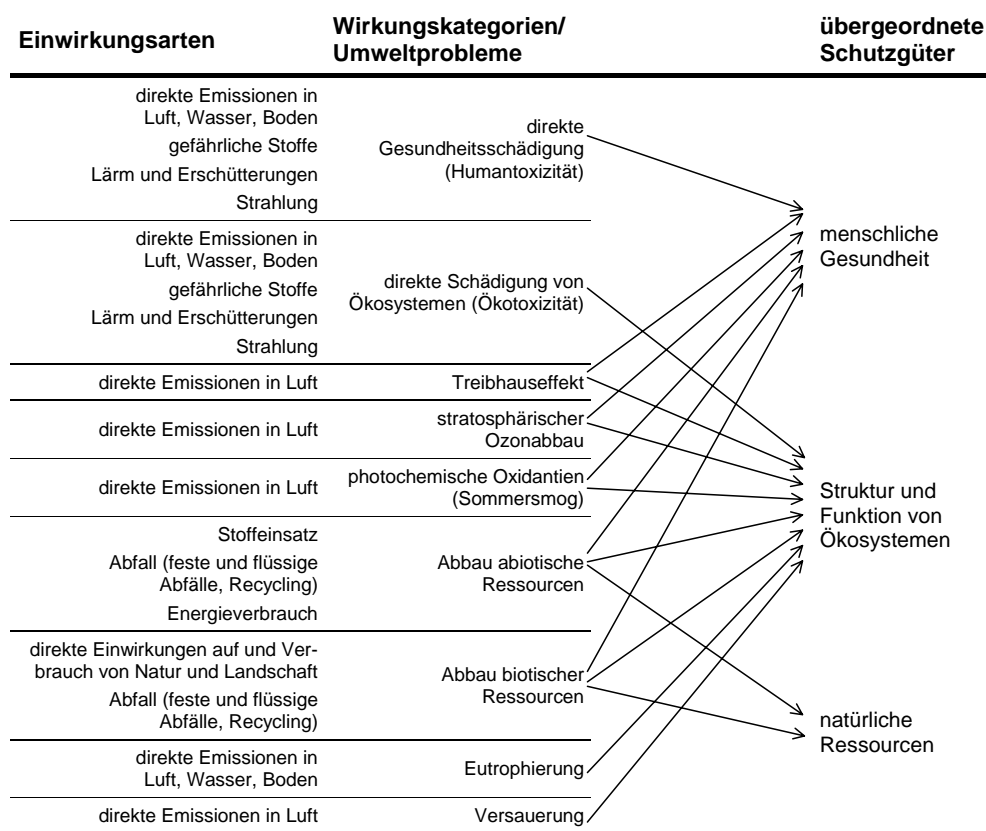 Einwirkungsarten
Wirkungskategorien/
Umweltprobleme
übergeordnete
Schutzgüter
direkte Emissionen in
Luft, Wasser, Boden
gefährliche Stoffe
Lärm und Erschütterungen
Strahlung
direkte
Gesundheitsschädigung
(Humantoxizität)
direkte Emissionen in
Luft, Wasser, Boden
gefährliche Stoffe
Lärm und Erschütterungen
Strahlung
direkte Schädigung von
Ökosystemen (Ökotoxizität)
menschliche
Gesundheit
direkte Emissionen in Luft
Treibhauseffekt
direkte Emissionen in Luft
stratosphärischer
Ozonabbau
direkte Emissionen in Luft
photochemische Oxidantien
(Sommersmog)
Struktur und
Funktion von
Ökosystemen
Stoffeinsatz
Abfall (feste und flüssige
Abfälle, Recycling)
Energieverbrauch
Abbau abiotische
Ressourcen
direkte Einwirkungen auf und Ver-
brauch von Natur und Landschaft
Abfall (feste und flüssige
Abfälle, Recycling)
Abbau biotischer
Ressourcen
natürliche
Ressourcen
direkte Emissionen in
Luft, Wasser, Boden
Eutrophierung
direkte Emissionen in Luft
Versauerung